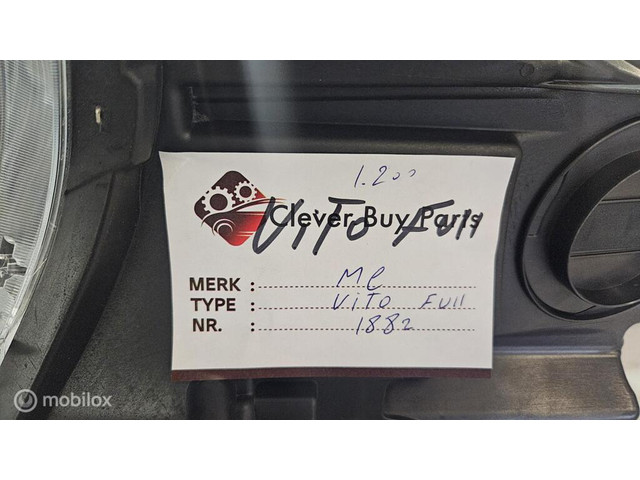 1.200
Clever Buy Parts
Vito Full
MERK : MC
TYPE : Vito Full
NR. : 1882
mobilox